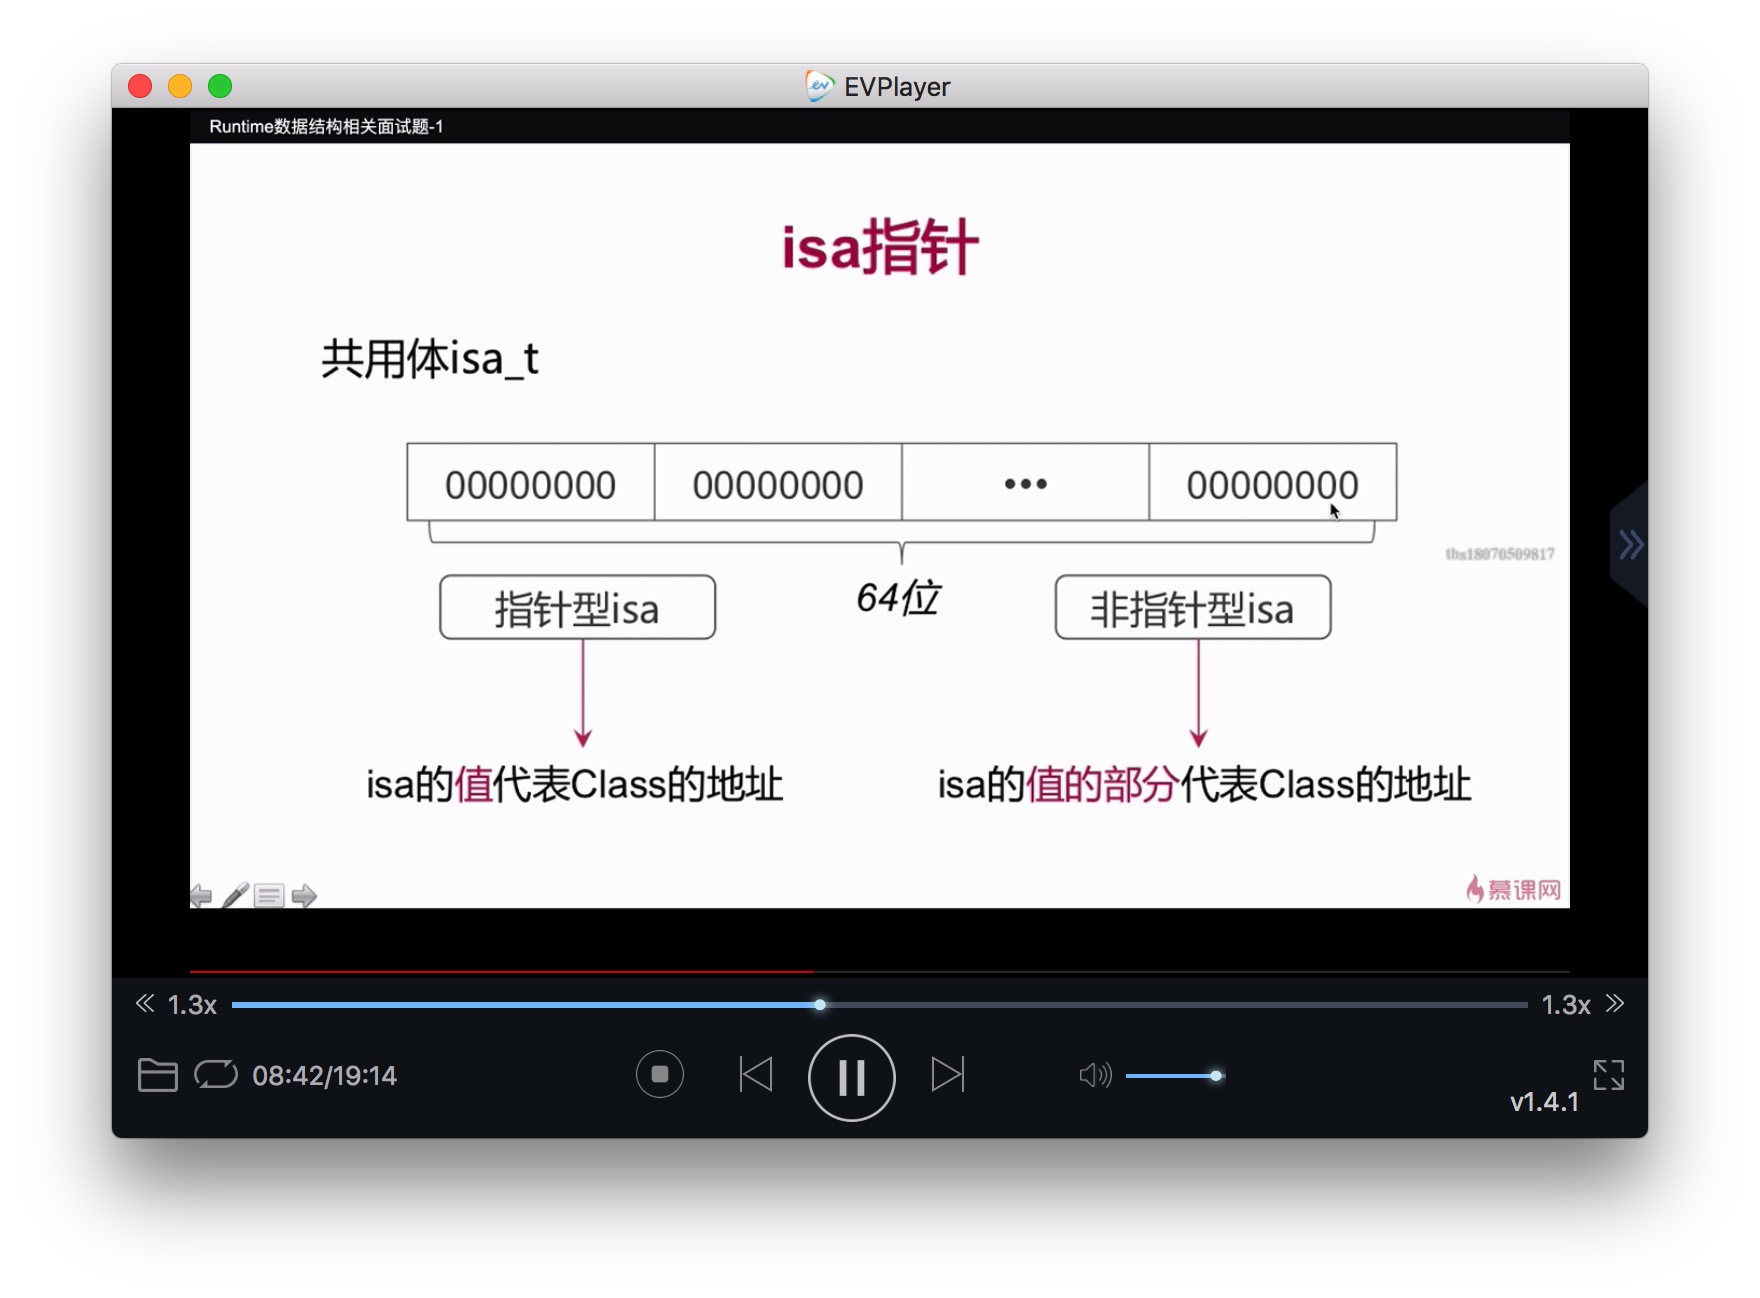 EVPlayer
Runtime数据结构相关面试题-1
isa指针
共用体isa_t
00000000 00000000 ••• 00000000
ths18070509817
64位
指针型isa 非指针型isa
isa的值代表Class的地址 isa的值的部分代表Class的地址
慕课网
1.3x 1.3x
08:42/19:14
v1.4.1